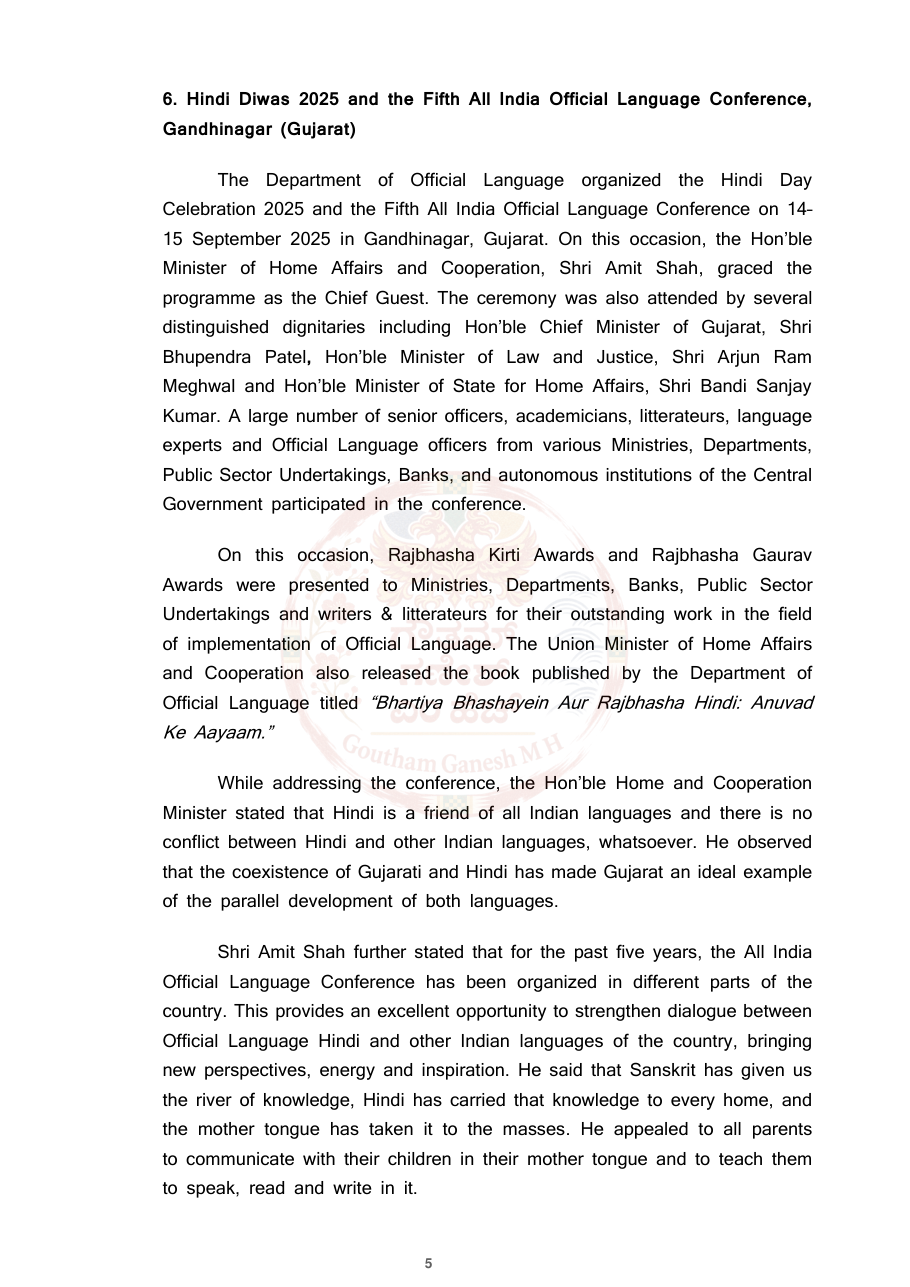 6. Hindi Diwas 2025 and the Fifth All India Official Language Conference,
Gandhinagar (Gujarat)
The Department of Official Language organized the Hindi Day
Celebration 2025 and the Fifth All India Official Language Conference on 14-
15 September 2025 in Gandhinagar, Gujarat. On this occasion, the Hon’ble
Minister of Home Affairs and Cooperation, Shri Amit Shah, graced the
programme as the Chief Guest. The ceremony was also attended by several
distinguished dignitaries including Hon’ble Chief Minister of Gujarat, Shri
Bhupendra Patel, Hon’ble Minister of Law and Justice, Shri Arjun Ram
Meghwal and Hon’ble Minister of State for Home Affairs, Shri Bandi Sanjay
Kumar. A large number of senior officers, academicians, litterateurs, language
experts and Official Language officers from various Ministries, Departments,
Public Sector Undertakings, Banks, and autonomous institutions of the Central
Government participated in the conference.
On this occasion, Rajbhasha Kirti Awards and Rajbhasha Gaurav
Awards were presented to Ministries, Departments, Banks, Public Sector
Undertakings and writers & litterateurs for their outstanding work in the field
of implementation of Official Language. The Union Minister of Home Affairs
and Cooperation also released the book published by the Department of
Official Language titled “Bhartiya Bhashayein Aur Rajbhasha Hindi: Anuvad
Ke Aayaam.”
ಗೌತಮ್
ಗಣೇಶ್
ಎಂ ಹೆಚ್
Goutham Ganesh M H
While addressing the conference, the Hon’ble Home and Cooperation
Minister stated that Hindi is a friend of all Indian languages and there is no
conflict between Hindi and other Indian languages, whatsoever. He observed
that the coexistence of Gujarati and Hindi has made Gujarat an ideal example
of the parallel development of both languages.
Shri Amit Shah further stated that for the past five years, the All India
Official Language Conference has been organized in different parts of the
country. This provides an excellent opportunity to strengthen dialogue between
Official Language Hindi and other Indian languages of the country, bringing
new perspectives, energy and inspiration. He said that Sanskrit has given us
the river of knowledge, Hindi has carried that knowledge to every home, and
the mother tongue has taken it to the masses. He appealed to all parents
to communicate with their children in their mother tongue and to teach them
to speak, read and write in it.
5